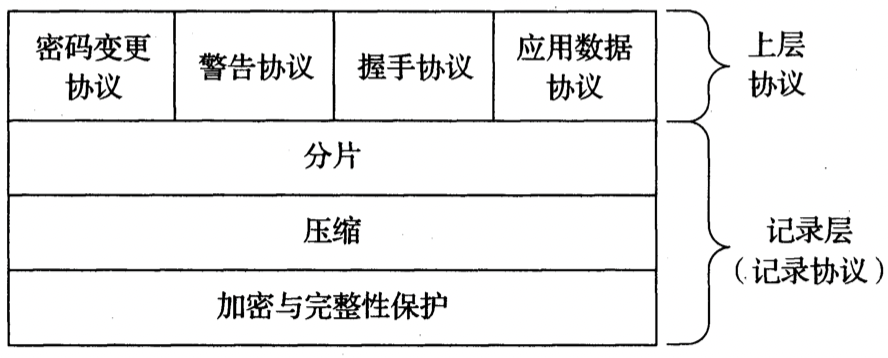 密码变更
协议
警告协议
握手协议
应用数据
协议
上层
协议
分片
压缩
加密与完整性保护
记录层
(记录协议)